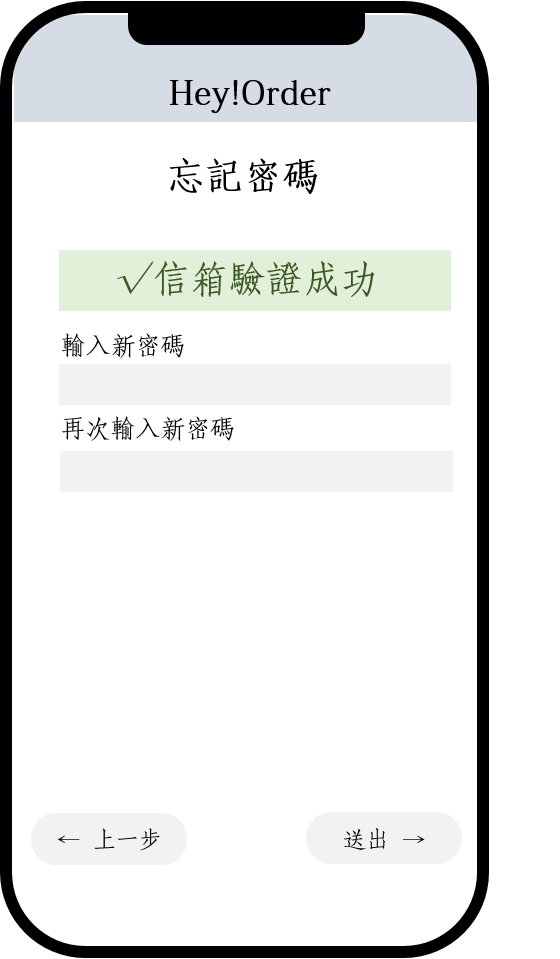 Hey!Order
忘記密碼
✓信箱驗證成功
輸入新密碼
再次輸入新密碼
← 上一步
送出 →